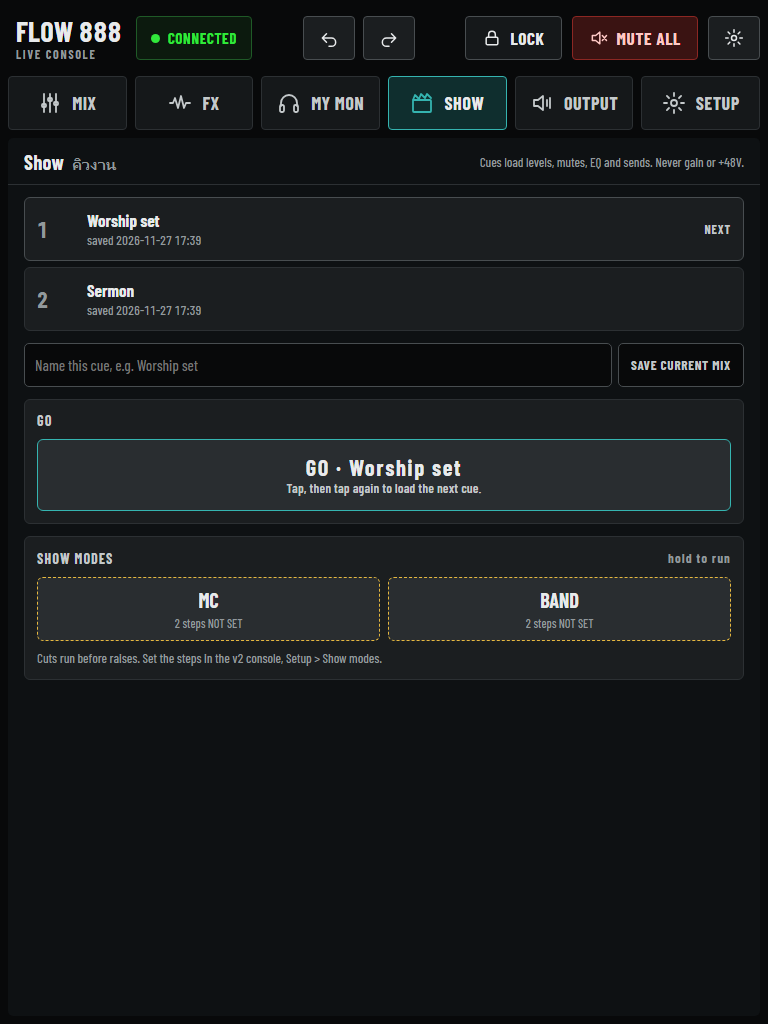 FLOW 888
LIVE CONSOLE
CONNECTED
LOCK
MUTE ALL
MIX
FX
MY MON
SHOW
OUTPUT
SETUP
Show คิวงาน
Cues load levels, mutes, EQ and sends. Never gain or +48V.
1
Worship set
saved 2026-11-27 17:39
NEXT
2
Sermon
saved 2026-11-27 17:39
Name this cue, e.g. Worship set
SAVE CURRENT MIX
GO
GO · Worship set
Tap, then tap again to load the next cue.
SHOW MODES
hold to run
MC
2 steps NOT SET
BAND
2 steps NOT SET
Cuts run before raises. Set the steps in the v2 console, Setup > Show modes.